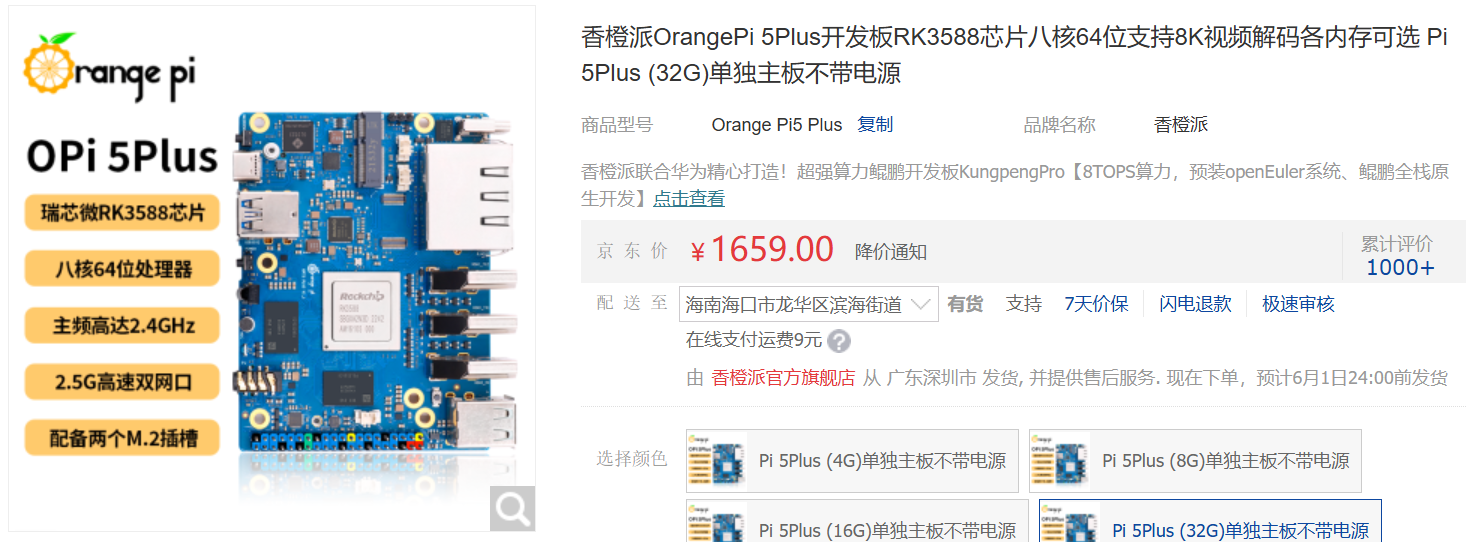 Orange pi
OPi 5Plus
瑞芯微RK3588芯片
八核64位处理器
主频高达2.4GHz
2.5G高速双网口
配备两个M.2插槽
Rockchip
RK3588
香橙派OrangePi 5Plus开发板RK3588芯片八核64位支持8K视频解码各内存可选 Pi
5Plus (32G)单独主板不带电源
商品型号 Orange Pi5 Plus 复制 品牌名称 香橙派
香橙派联合华为精心打造！超强算力鲲鹏开发板KungpengPro【8TOPS算力，预装openEuler系统、鲲鹏全栈原
生开发】点击查看
京东价 ￥1659.00 降价通知 累计评价
1000+
配送至 海南海口市龙华区滨海街道 有货 支持 7天价保 闪电退款 极速审核
在线支付运费9元 ?
由 香橙派官方旗舰店 从 广东深圳市 发货, 并提供售后服务. 现在下单，预计6月1日24:00前发货
选择颜色 Pi 5Plus (4G)单独主板不带电源 Pi 5Plus (8G)单独主板不带电源
Pi 5Plus (16G)单独主板不带电源 Pi 5Plus (32G)单独主板不带电源